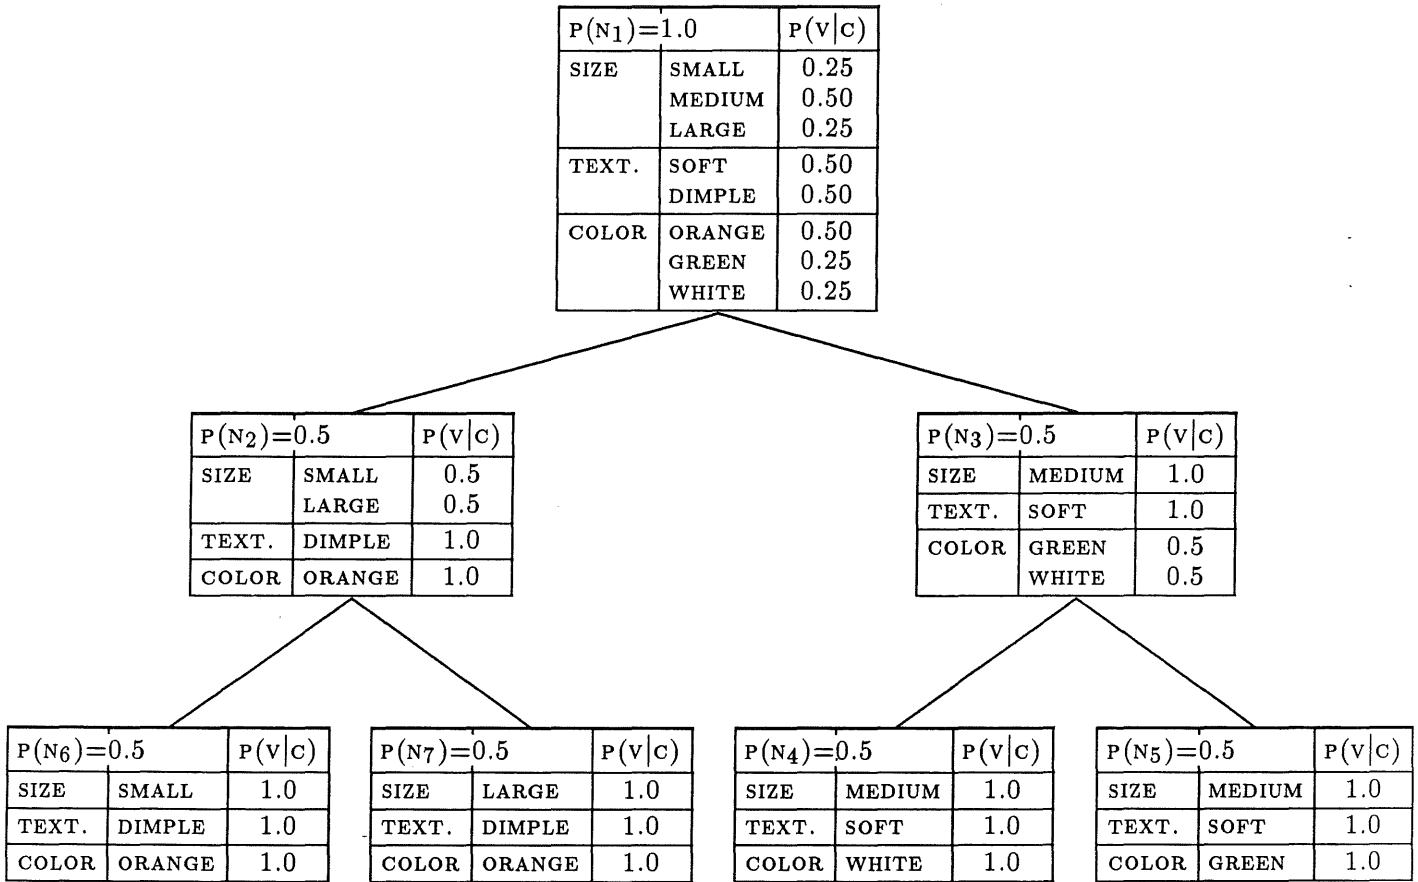 P(N1)=1.0 P(V|C)
SIZE SMALL 0.25
MEDIUM 0.50
LARGE 0.25
TEXT. SOFT 0.50
DIMPLE 0.50
COLOR ORANGE 0.50
GREEN 0.25
WHITE 0.25
P(N2)=0.5 P(V|C)
SIZE SMALL 0.5
LARGE 0.5
TEXT. DIMPLE 1.0
COLOR ORANGE 1.0
P(N3)=0.5 P(V|C)
SIZE MEDIUM 1.0
TEXT. SOFT 1.0
COLOR GREEN 0.5
WHITE 0.5
P(N6)=0.5 P(V|C)
SIZE SMALL 1.0
TEXT. DIMPLE 1.0
COLOR ORANGE 1.0
P(N7)=0.5 P(V|C)
SIZE LARGE 1.0
TEXT. DIMPLE 1.0
COLOR ORANGE 1.0
P(N4)=0.5 P(V|C)
SIZE MEDIUM 1.0
TEXT. SOFT 1.0
COLOR WHITE 1.0
P(N5)=0.5 P(V|C)
SIZE MEDIUM 1.0
TEXT. SOFT 1.0
COLOR GREEN 1.0